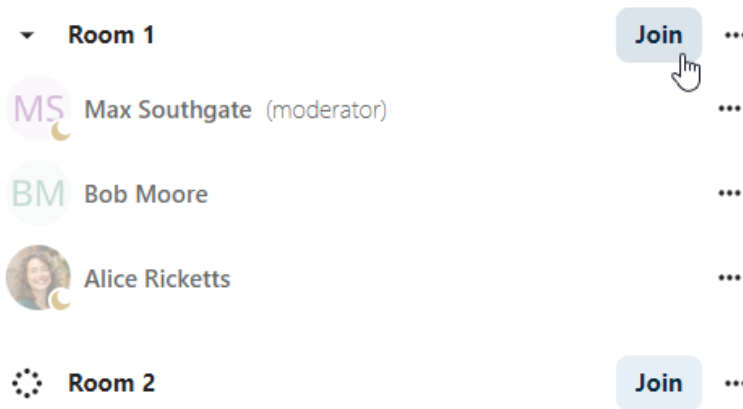 Room 1 Join
MS Max Southgate (moderator)
BM Bob Moore
Alice Ricketts
Room 2 Join